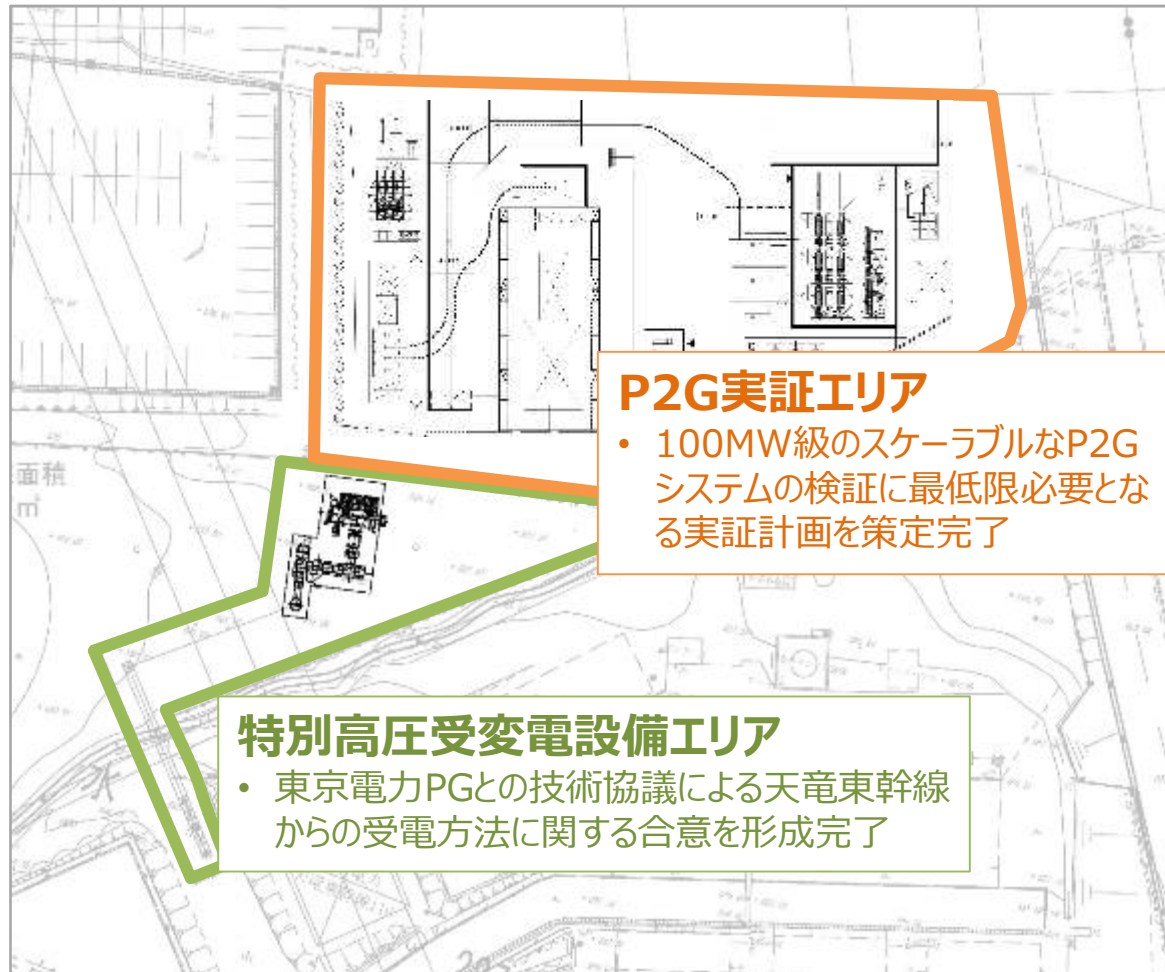 P2G実証エリア
• 100MW級のスケーラブルなP2G
システムの検証に最低限必要とな
る実証計画を策定完了
面積
㎡
特別高圧受変電設備エリア
• 東京電力PGとの技術協議による天竜東幹線
からの受電方法に関する合意を形成完了
水